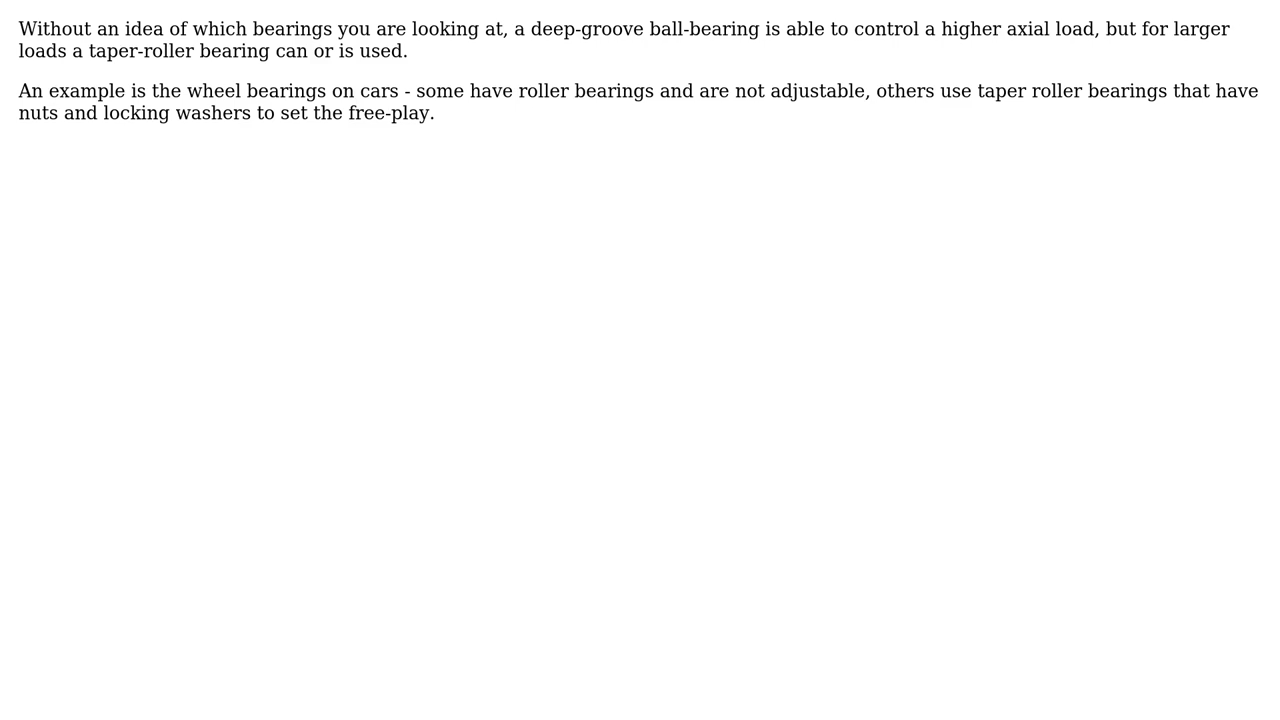 Without an idea of which bearings you are looking at, a deep-groove ball-bearing is able to control a higher axial load, but for larger
loads a taper-roller bearing can or is used.
An example is the wheel bearings on cars - some have roller bearings and are not adjustable, others use taper roller bearings that have
nuts and locking washers to set the free-play.